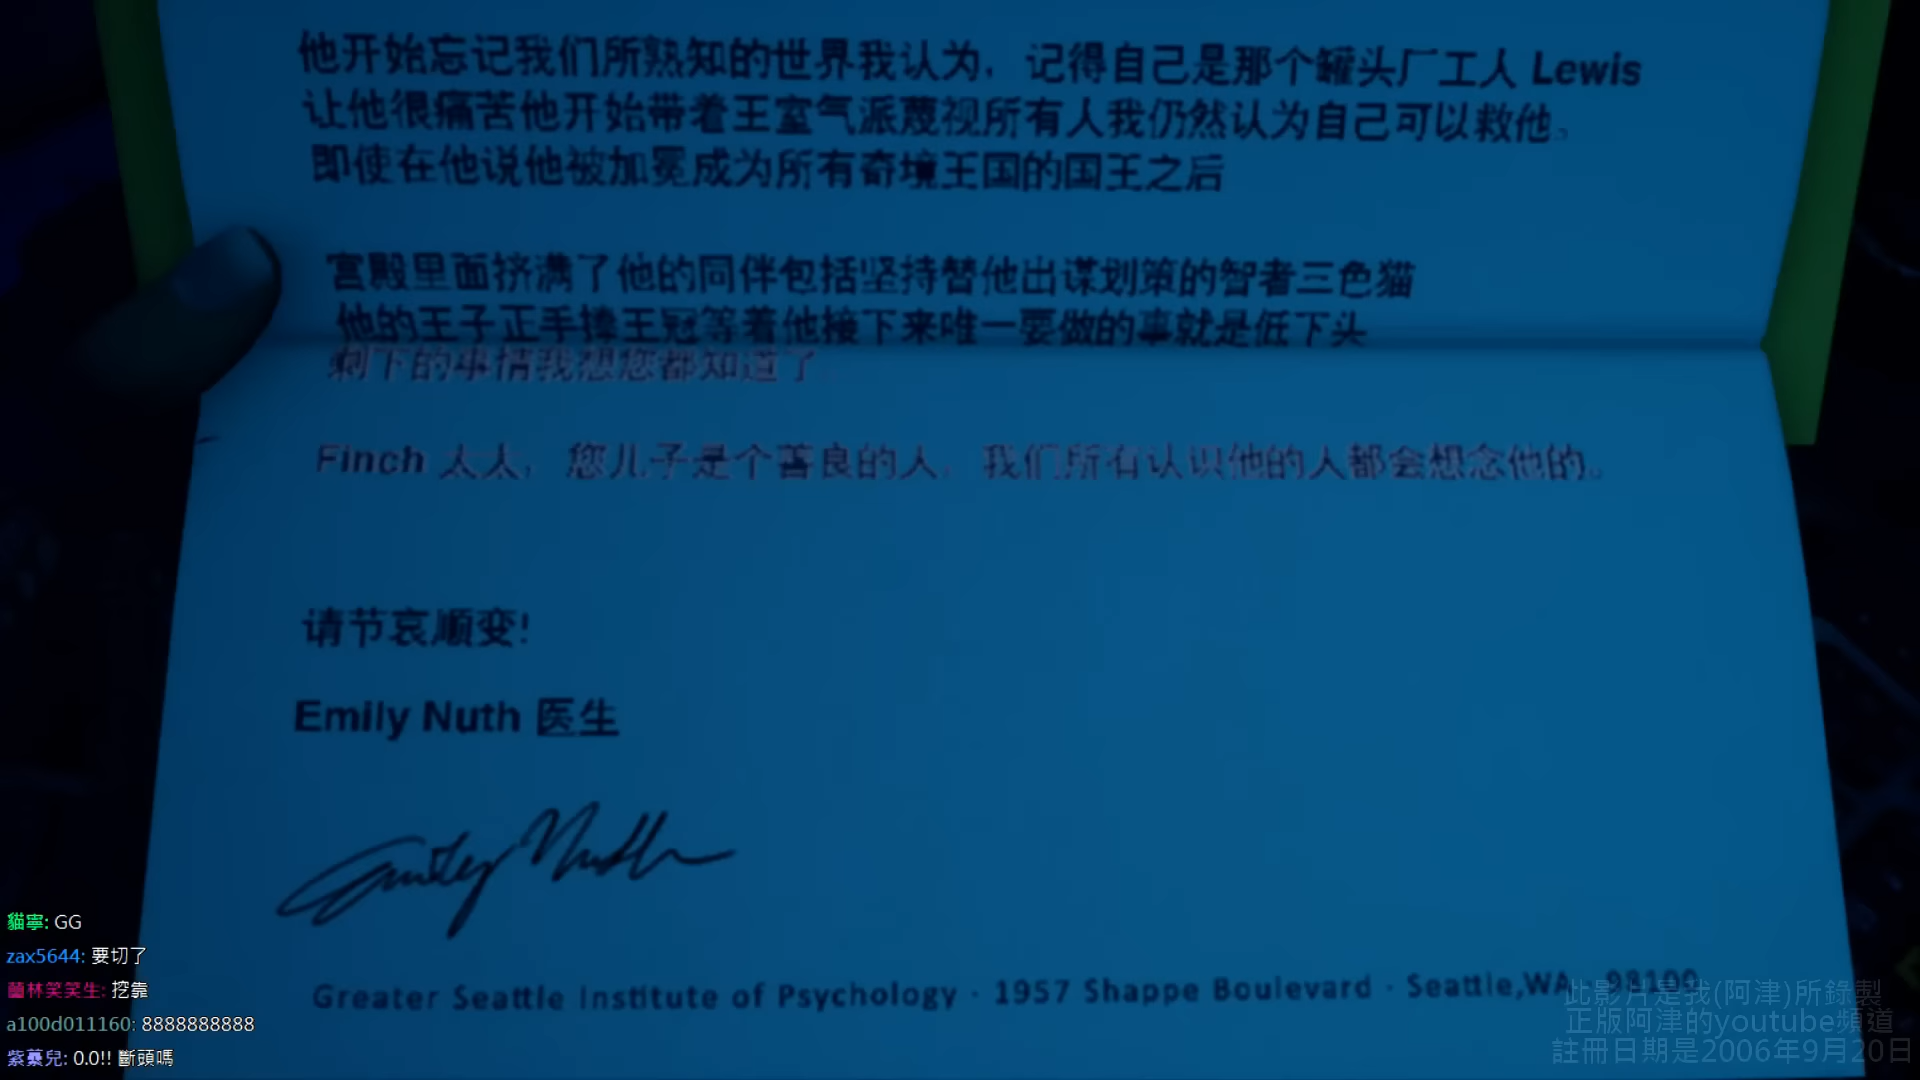 他开始忘记我们所熟知的世界我认为，记得自己是那个罐头厂工人 Lewis
让他很痛苦他开始带着王室气派蔑视所有人我仍然认为自己可以救他。
即使在他说他被加冕成为所有奇境王国的国王之后
宫殿里面挤满了他的同伴包括坚持替他出谋划策的智者三色猫
他的王子正手捧王冠等着他接下来唯一要做的事就是低下头
剩下的事情我想您都知道了
Finch 太太，您儿子是个善良的人，我们所有认识他的人都会想念他的。
请节哀顺变!
Emily Nuth 医生
Emily Nuth
Greater Seattle Institute of Psychology · 1957 Shappe Boulevard · Seattle,WA 98100
貓寧: GG
zax5644: 要切了
蘁林笑笑生: 挖靠
a100d011160: 8888888888
紫藄兒: 0.0!! 斷頭嗎
此影片是我(阿津)所錄製
正版阿津的youtube頻道
註冊日期是2006年9月20日